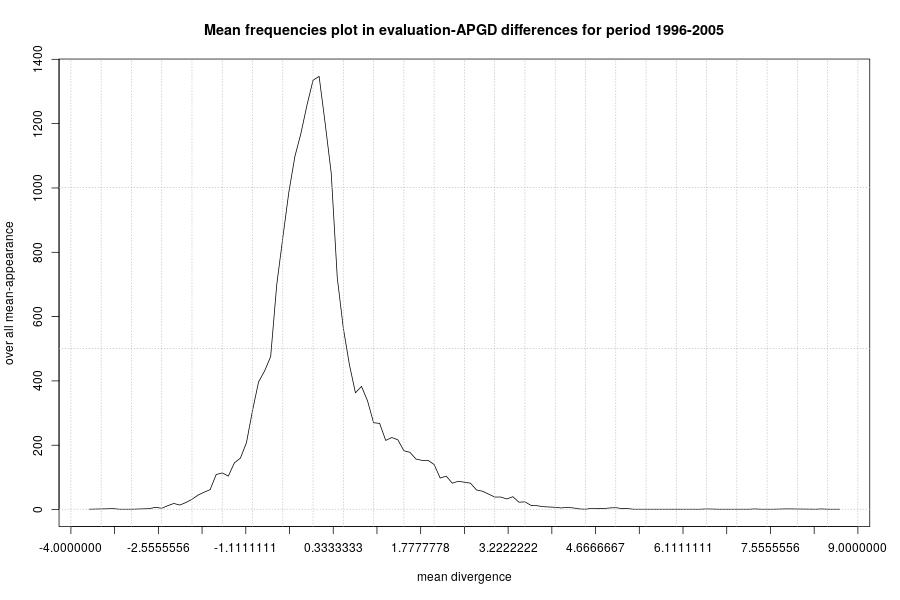 Mean frequencies plot in evaluation-APGD differences for period 1996-2005
over all mean-appearance
1400
1200
1000
800
600
400
200
0
-4.0000000 -2.5555556 -1.1111111 0.3333333 1.7777778 3.2222222 4.6666667 6.1111111 7.5555556 9.0000000
mean divergence